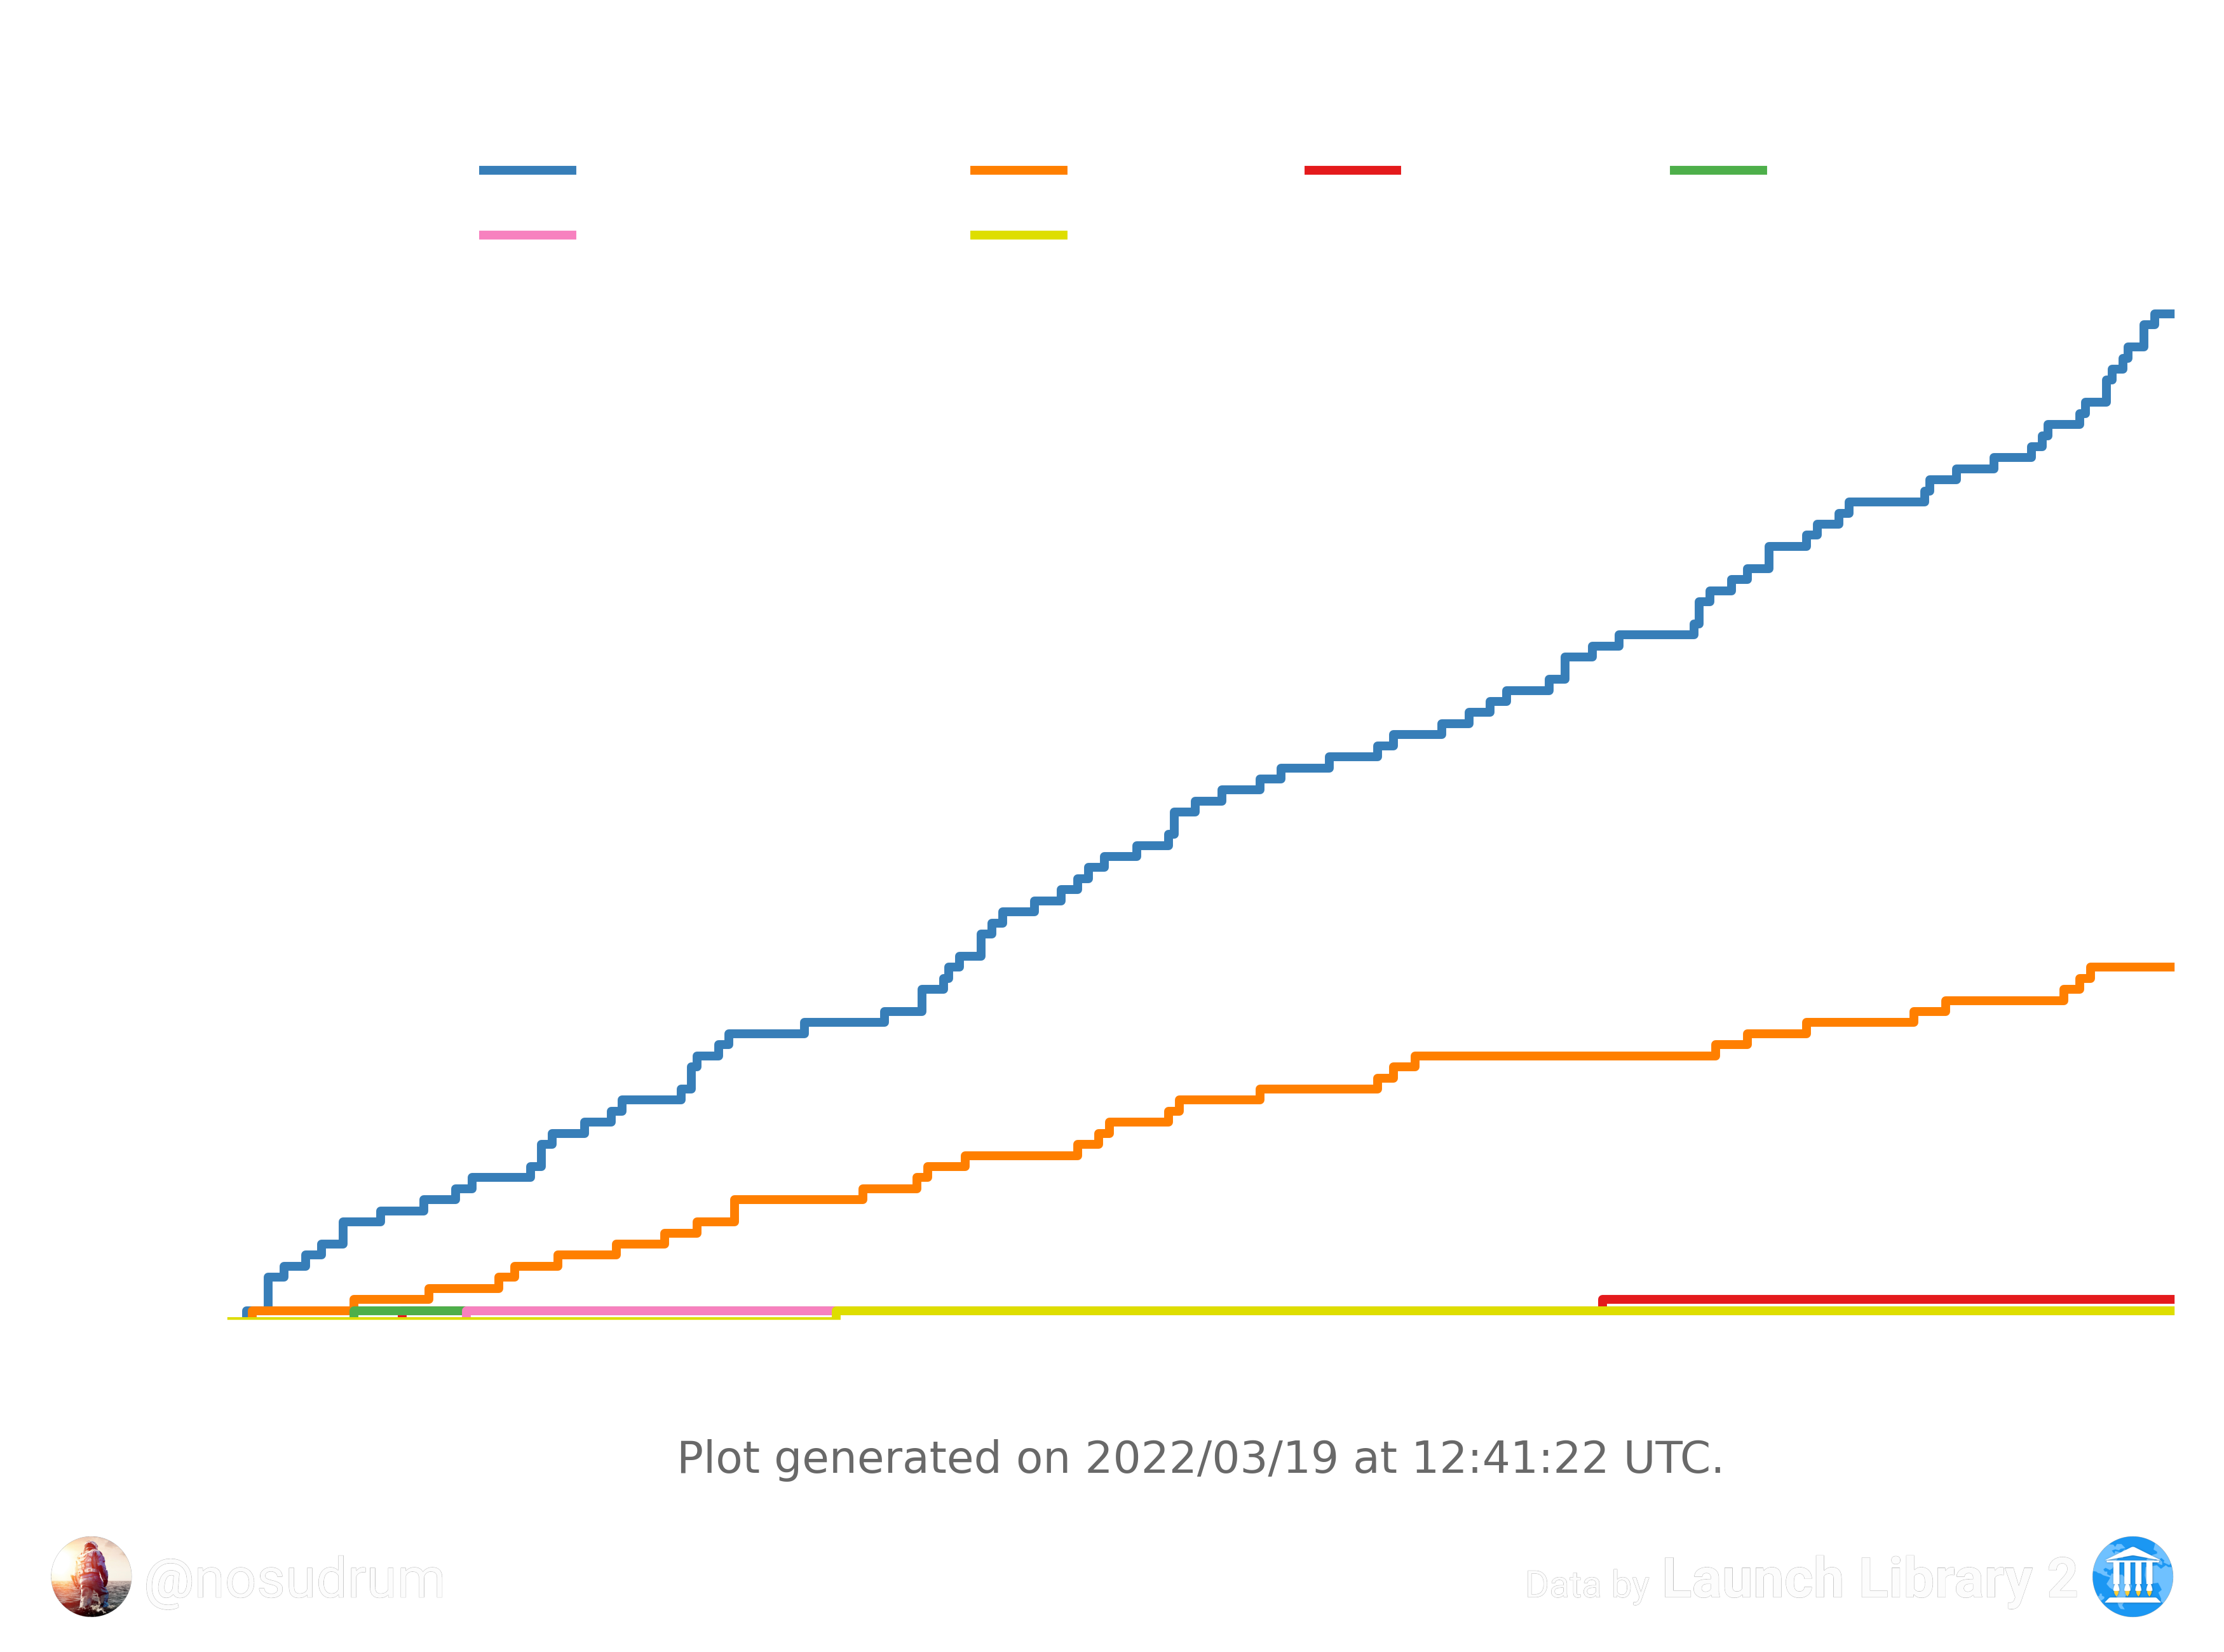 Plot generated on 2022/03/19 at 12:41:22 UTC.
@nosudrum
Data by Launch Library 2